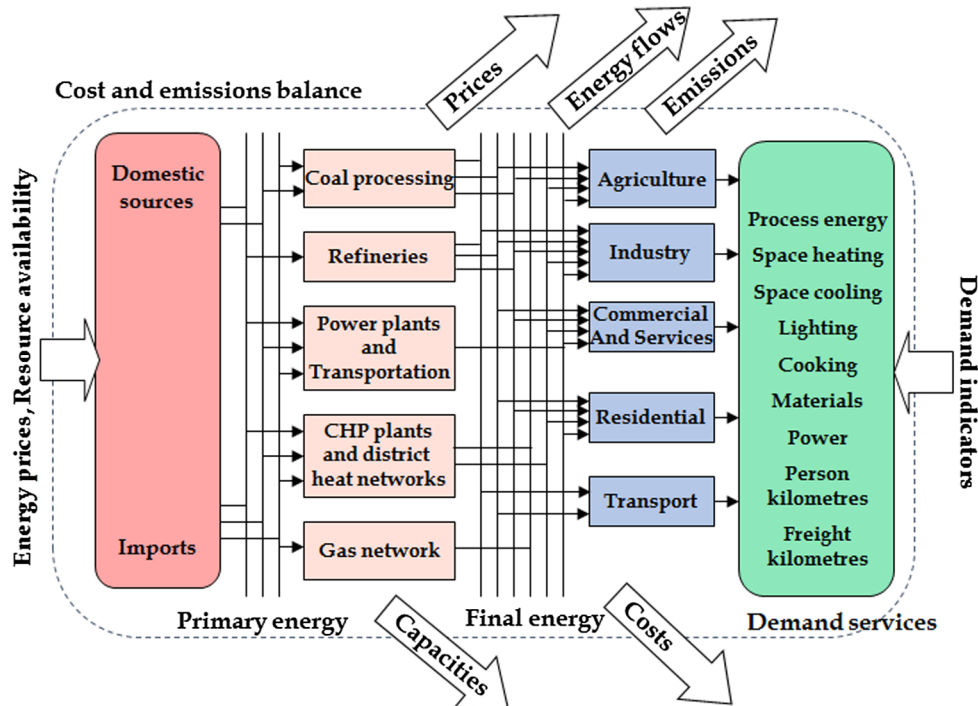 Prices
Energy flows
Emissions
Cost and emissions balance
Energy prices, Resource availability
Domestic
sources
Imports
Primary energy
Coal processing
Refineries
Power plants
and
Transportation
CHP plants
and district
heat networks
Gas network
Final energy
Agriculture
Industry
Commercial
And Services
Residential
Transport
Process energy
Space heating
Space cooling
Lighting
Cooking
Materials
Power
Person
kilometres
Freight
kilometres
Demand services
Demand indicators
Capacities
Costs